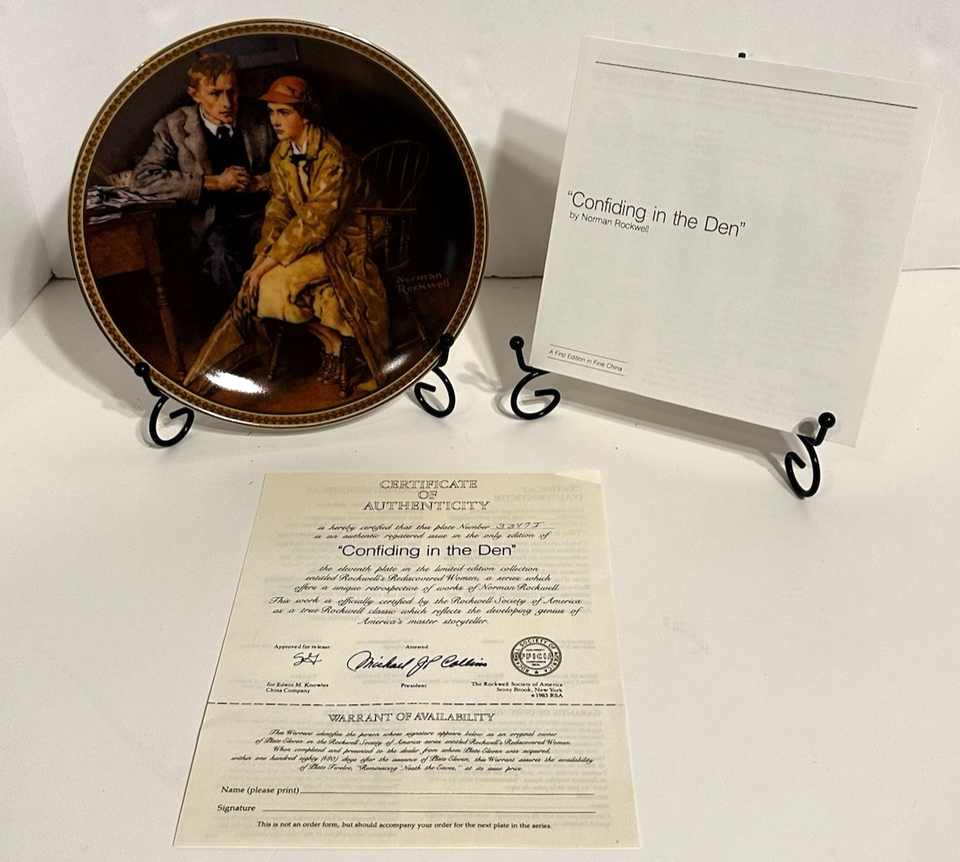 Norman
Rockwell
"Confiding in the Den"
by Norman Rockwell
A First Edition in Fine China
CERTIFICATE
OF
AUTHENTICITY
is hereby certified that this plate Number
is an authentic registered issue in the only edition of
"Confiding in the Den"
the eleventh plate in the limited-edition collection
entitled Rockwell's Rediscovered Women, a series which
offers a unique retrospective of works of Norman Rockwell.
This work is officially certified by the Rockwell Society of America
as a true Rockwell classic which reflects the developing genius of
America's master storyteller.
Approved for release:
Attested
Michael J P Collins
for Edwin M. Knowles
China Company
President
The Rockwell Society of America
Stony Brook, New York
1983 RSA
WARRANT OF AVAILABILITY
This Warrant identifies the person whose signature appears below as an original owner
of Plate Eleven in the Rockwell Society of America series entitled Rockwell's Rediscovered Women.
When completed and presented to the dealer from whom Plate Eleven was acquired,
within one hundred eighty (180) days after the issuance of Plate Eleven, this Warrant assures the availability
of Plate Twelve, "Reminiscing 'Neath the Eaves," at its issue price.
Name (please print)
Signature
This is not an order form, but should accompany your order for the next plate in the series.